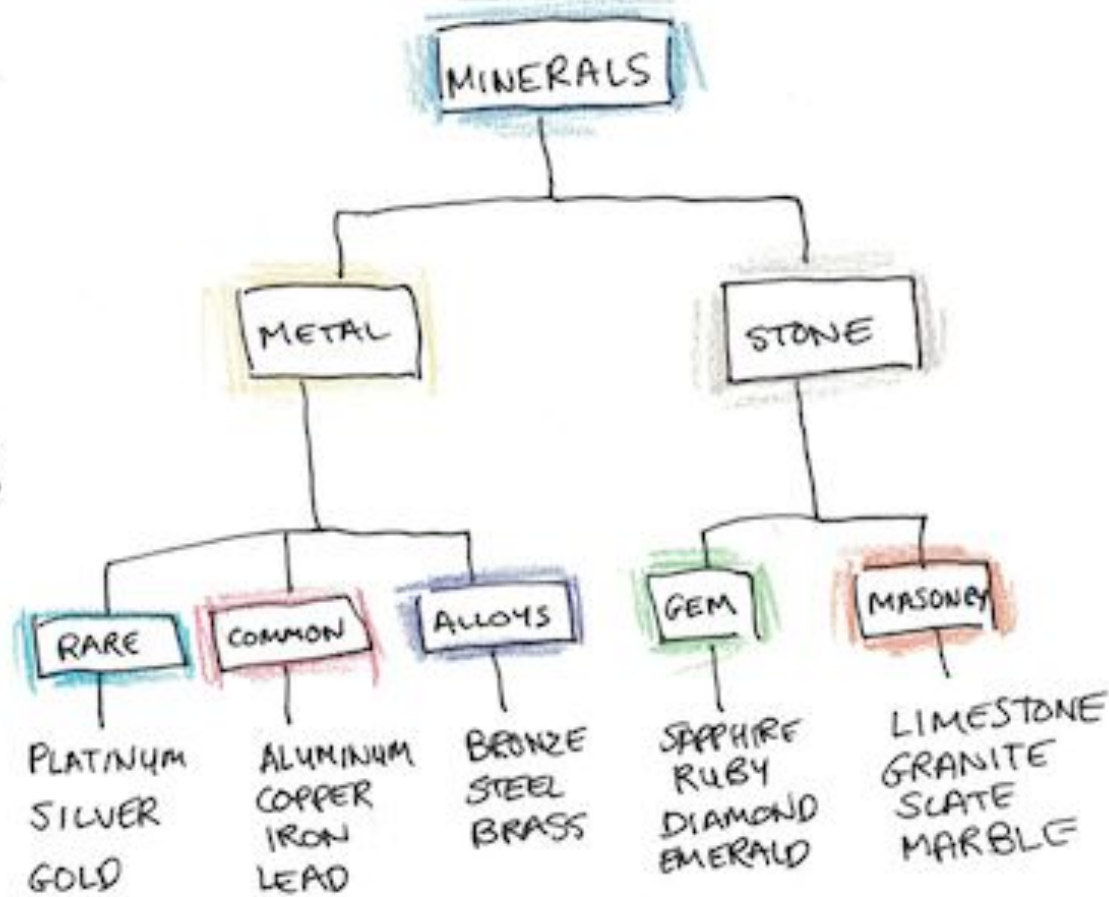 MINERALS
METAL
STONE
RARE
COMMON
ALLOYS
GEM
MASONRY
PLATINUM
SILVER
GOLD
ALUMINUM
COPPER
IRON
LEAD
BRONZE
STEEL
BRASS
SAPPHIRE
RUBY
DIAMOND
EMERALD
LIMESTONE
GRANITE
SLATE
MARBLE